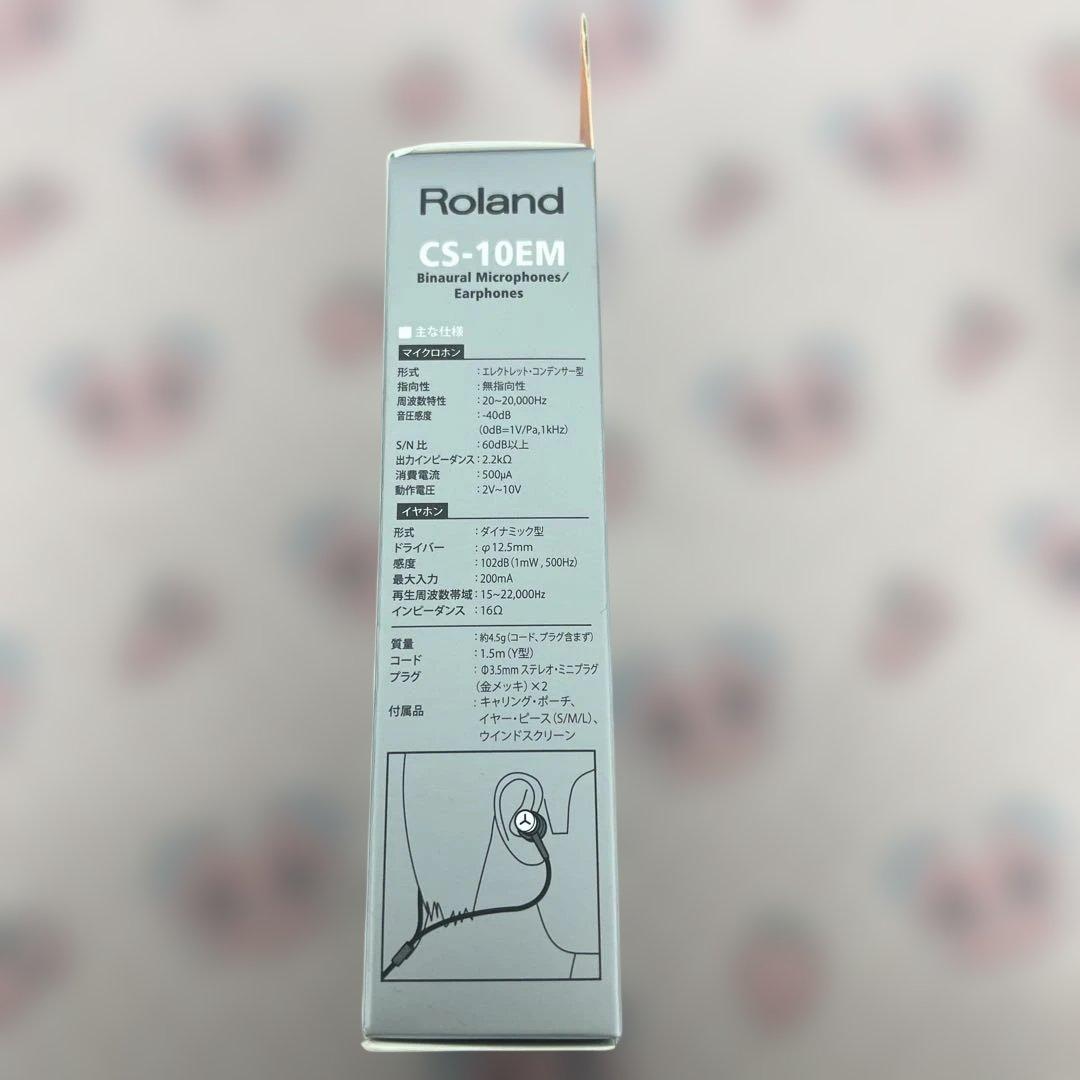 Roland
CS-10EM
Binaural Microphones/
Earphones
■ 主な仕様
マイクロホン
形式 : エレクトレット・コンデンサー型
指向性 : 無指向性
周波数特性 : 20~20,000Hz
音圧感度 : -40dB
(0dB=1V/Pa,1kHz)
S/N 比 : 60dB以上
出力インピーダンス : 2.2kΩ
消費電流 : 500μA
動作電圧 : 2V~10V
イヤホン
形式 : ダイナミック型
ドライバー : φ12.5mm
感度 : 102dB(1mW , 500Hz)
最大入力 : 200mA
再生周波数帯域 : 15~22,000Hz
インピーダンス : 16Ω
質量 : 約4.5g(コード、プラグ含まず)
コード : 1.5m(Y型)
プラグ : Φ3.5mm ステレオ・ミニプラグ
(金メッキ)×2
付属品 : キャリング・ポーチ、
イヤー・ピース(S/M/L)、
ウインドスクリーン